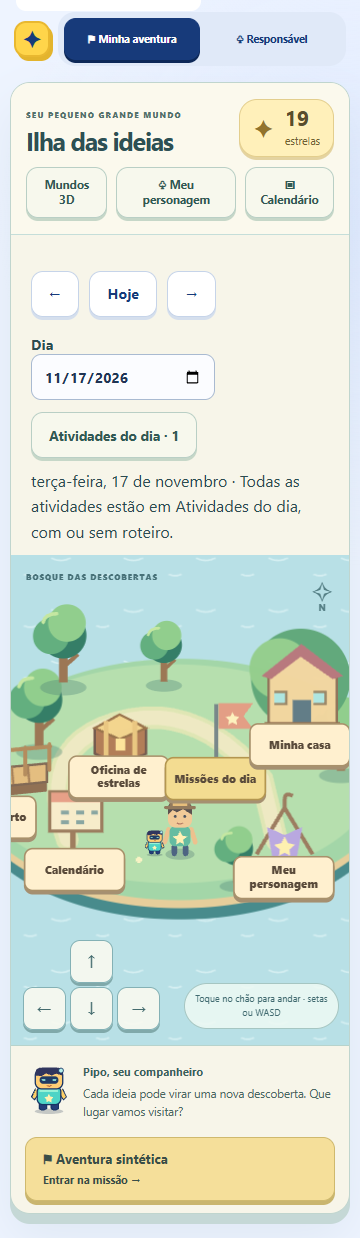 Minha aventura
Responsável
SEU PEQUENO GRANDE MUNDO
Ilha das ideias
19
estrelas
Mundos
3D
Meu
personagem
Calendário
←
Hoje
→
Dia
11/17/2026
Atividades do dia · 1
terça-feira, 17 de novembro · Todas as
atividades estão em Atividades do dia,
com ou sem roteiro.
BOSQUE DAS DESCOBERTAS
N
Minha casa
Oficina de
estrelas
Missões do dia
rto
Calendário
Meu
personagem
↑
← ↓ →
Toque no chão para andar · setas
ou WASD
Pipo, seu companheiro
Cada ideia pode virar uma nova descoberta. Que
lugar vamos visitar?
Aventura sintética
Entrar na missão →